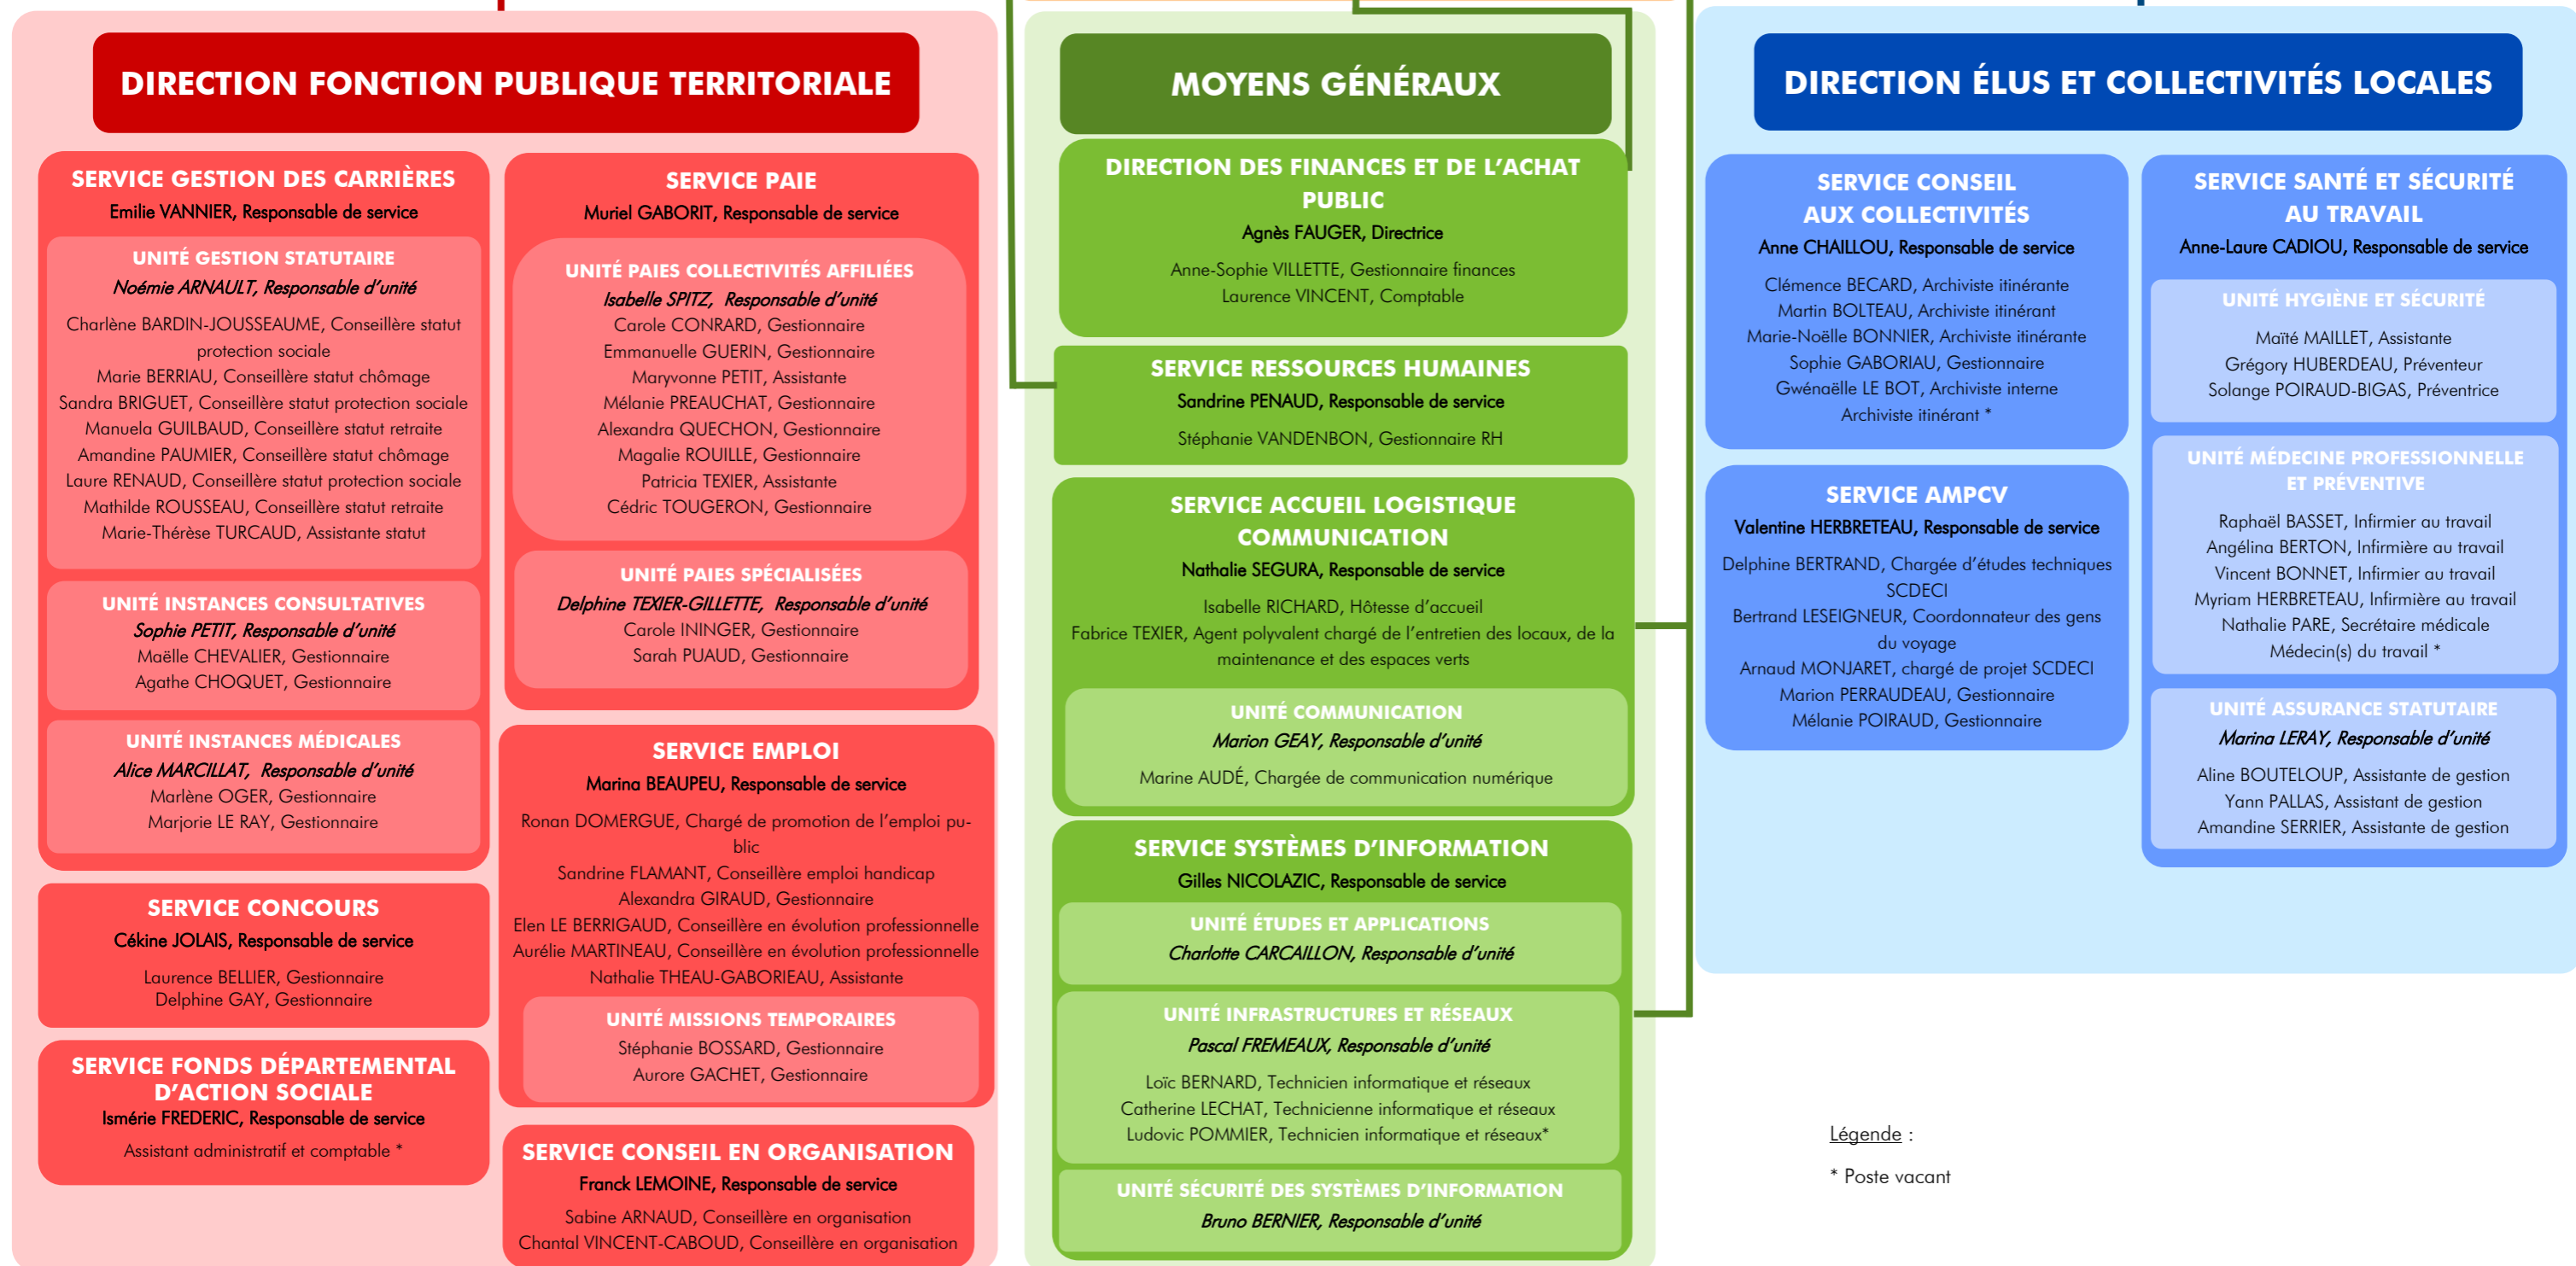 DIRECTION FONCTION PUBLIQUE TERRITORIALE
SERVICE GESTION DES CARRIÈRES
Emilie VANNIER, Responsable de service
UNITÉ GESTION STATUTAIRE
Noémie ARNAULT, Responsable d’unité
Charlène BARDIN-JOUSSEAUME, Conseillère statut
protection sociale
Marie BERRIAU, Conseillère statut chômage
Sandra BRIGUET, Conseillère statut protection sociale
Manuela GUILBAUD, Conseillère statut retraite
Amandine PAUMIER, Conseillère statut chômage
Laure RENAUD, Conseillère statut protection sociale
Mathilde ROUSSEAU, Conseillère statut retraite
Marie-Thérèse TURCAUD, Assistante statut
UNITÉ INSTANCES CONSULTATIVES
Sophie PETIT, Responsable d’unité
Maëlle CHEVALIER, Gestionnaire
Agathe CHOQUET, Gestionnaire
UNITÉ INSTANCES MÉDICALES
Alice MARCILLAT, Responsable d’unité
Marlène OGER, Gestionnaire
Marjorie LE RAY, Gestionnaire
SERVICE CONCOURS
Cékine JOLAIS, Responsable de service
Laurence BELLIER, Gestionnaire
Delphine GAY, Gestionnaire
SERVICE FONDS DÉPARTEMENTAL
D’ACTION SOCIALE
Ismérie FREDERIC, Responsable de service
Assistant administratif et comptable *
SERVICE PAIE
Muriel GABORIT, Responsable de service
UNITÉ PAIES COLLECTIVITÉS AFFILIÉES
Isabelle SPITZ, Responsable d’unité
Carole CONRARD, Gestionnaire
Emmanuelle GUERIN, Gestionnaire
Maryvonne PETIT, Assistante
Mélanie PREAUCHAT, Gestionnaire
Alexandra QUECHON, Gestionnaire
Magalie ROUILLE, Gestionnaire
Patricia TEXIER, Assistante
Cédric TOUGERON, Gestionnaire
UNITÉ PAIES SPÉCIALISÉES
Delphine TEXIER-GILLETTE, Responsable d’unité
Carole ININGER, Gestionnaire
Sarah PUAUD, Gestionnaire
SERVICE EMPLOI
Marina BEAUPEU, Responsable de service
Ronan DOMERGUE, Chargé de promotion de l’emploi pu-
blic
Sandrine FLAMANT, Conseillère emploi handicap
Alexandra GIRAUD, Gestionnaire
Elen LE BERRIGAUD, Conseillère en évolution professionnelle
Aurélie MARTINEAU, Conseillère en évolution professionnelle
Nathalie THEAU-GABORIEAU, Assistante
UNITÉ MISSIONS TEMPORAIRES
Stéphanie BOSSARD, Gestionnaire
Aurore GACHET, Gestionnaire
SERVICE CONSEIL EN ORGANISATION
Franck LEMOINE, Responsable de service
Sabine ARNAUD, Conseillère en organisation
Chantal VINCENT-CABOUD, Conseillère en organisation
MOYENS GÉNÉRAUX
DIRECTION DES FINANCES ET DE L’ACHAT
PUBLIC
Agnès FAUGER, Directrice
Anne-Sophie VILLETTE, Gestionnaire finances
Laurence VINCENT, Comptable
SERVICE RESSOURCES HUMAINES
Sandrine PENAUD, Responsable de service
Stéphanie VANDENBON, Gestionnaire RH
SERVICE ACCUEIL LOGISTIQUE
COMMUNICATION
Nathalie SEGURA, Responsable de service
Isabelle RICHARD, Hôtesse d’accueil
Fabrice TEXIER, Agent polyvalent chargé de l’entretien des locaux, de la
maintenance et des espaces verts
UNITÉ COMMUNICATION
Marion GEAY, Responsable d’unité
Marine AUDÉ, Chargée de communication numérique
SERVICE SYSTÈMES D’INFORMATION
Gilles NICOLAZIC, Responsable de service
UNITÉ ÉTUDES ET APPLICATIONS
Charlotte CARCAILLON, Responsable d’unité
UNITÉ INFRASTRUCTURES ET RÉSEAUX
Pascal FREMEAUX, Responsable d’unité
Loïc BERNARD, Technicien informatique et réseaux
Catherine LECHAT, Technicienne informatique et réseaux
Ludovic POMMIER, Technicien informatique et réseaux*
UNITÉ SÉCURITÉ DES SYSTÈMES D’INFORMATION
Bruno BERNIER, Responsable d’unité
DIRECTION ÉLUS ET COLLECTIVITÉS LOCALES
SERVICE CONSEIL
AUX COLLECTIVITÉS
Anne CHAILLOU, Responsable de service
Clémence BECARD, Archiviste itinérante
Martin BOLTEAU, Archiviste itinérant
Marie-Noëlle BONNIER, Archiviste itinérante
Sophie GABORIAU, Gestionnaire
Gwénaëlle LE BOT, Archiviste interne
Archiviste itinérant *
SERVICE AMPCV
Valentine HERBRETEAU, Responsable de service
Delphine BERTRAND, Chargée d’études techniques
SCDECI
Bertrand LESEIGNEUR, Coordonnateur des gens
du voyage
Arnaud MONJARET, chargé de projet SCDECI
Marion PERRAUDEAU, Gestionnaire
Mélanie POIRAUD, Gestionnaire
SERVICE SANTÉ ET SÉCURITÉ
AU TRAVAIL
Anne-Laure CADIOU, Responsable de service
UNITÉ HYGIÈNE ET SÉCURITÉ
Maïté MAILLET, Assistante
Grégory HUBERDEAU, Préventeur
Solange POIRAUD-BIGAS, Préventrice
UNITÉ MÉDECINE PROFESSIONNELLE
ET PRÉVENTIVE
Raphaël BASSET, Infirmier au travail
Angélina BERTON, Infirmière au travail
Vincent BONNET, Infirmier au travail
Myriam HERBRETEAU, Infirmière au travail
Nathalie PARE, Secrétaire médicale
Médecin(s) du travail *
UNITÉ ASSURANCE STATUTAIRE
Marina LERAY, Responsable d’unité
Aline BOUTELOUP, Assistante de gestion
Yann PALLAS, Assistant de gestion
Amandine SERRIER, Assistante de gestion
Légende :
* Poste vacant